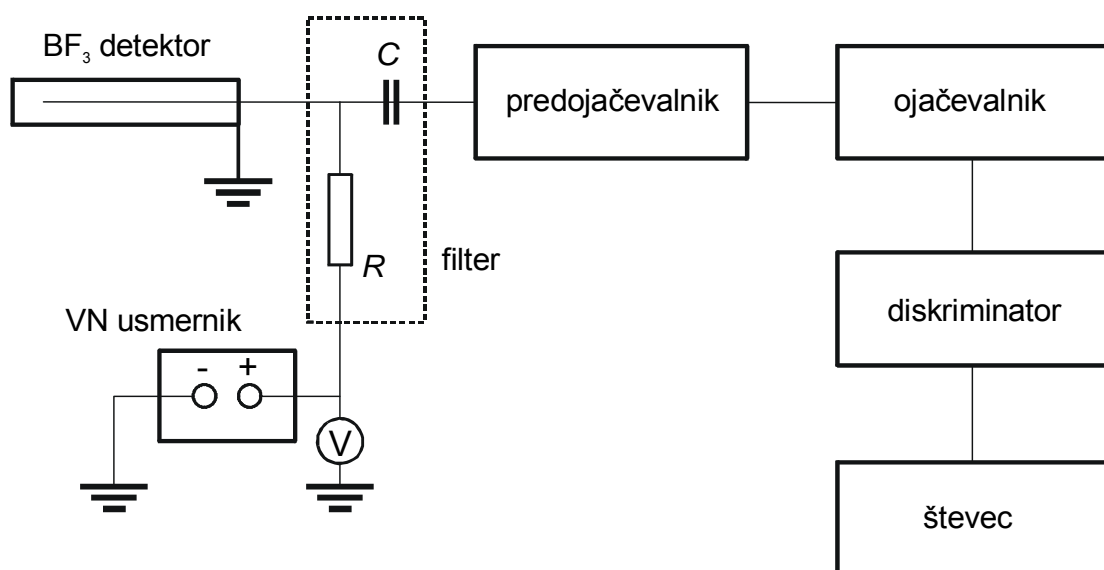 BF₃ detektor
C
predojačevalnik
ojačevalnik
R
filter
VN usmernik
- +
V
diskriminator
števec